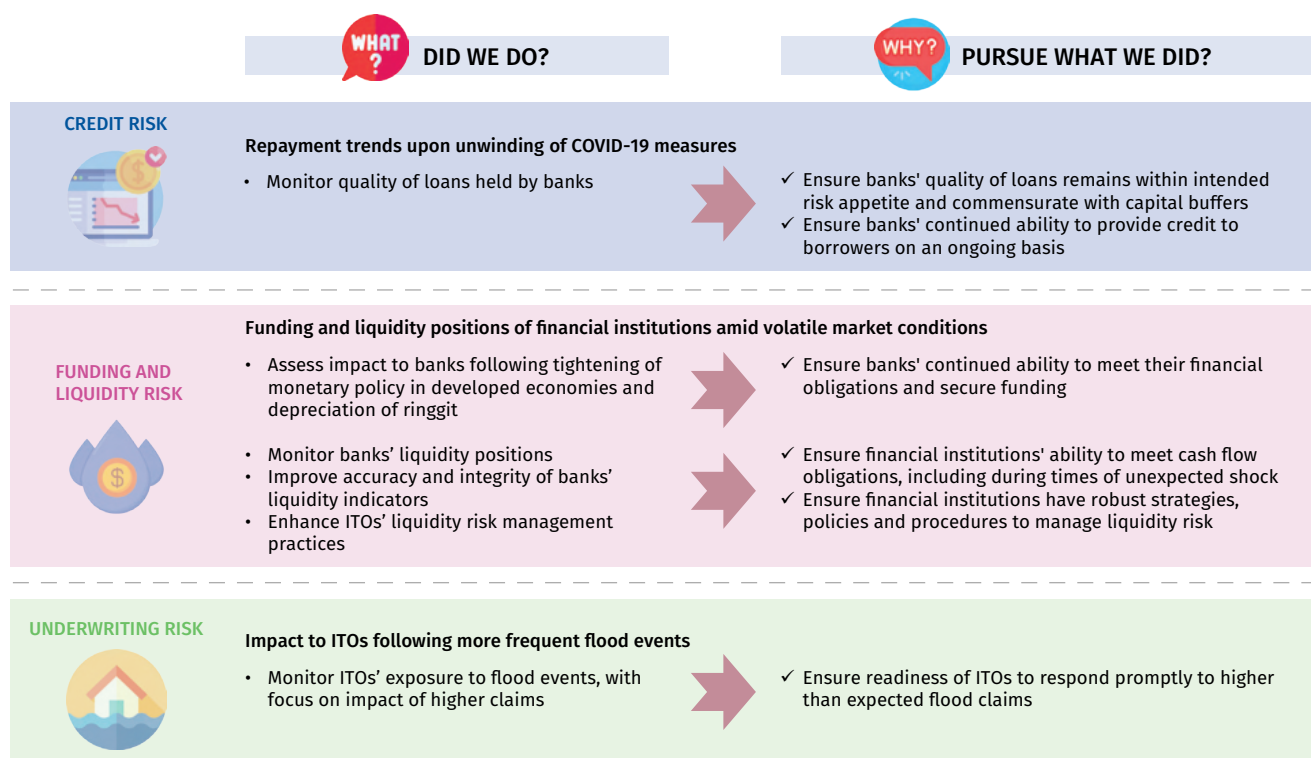 WHAT
?
DID WE DO?
WHY?
PURSUE WHAT WE DID?
CREDIT RISK
Repayment trends upon unwinding of COVID-19 measures
• Monitor quality of loans held by banks
✓ Ensure banks' quality of loans remains within intended
risk appetite and commensurate with capital buffers
✓ Ensure banks' continued ability to provide credit to
borrowers on an ongoing basis
FUNDING AND
LIQUIDITY RISK
$
Funding and liquidity positions of financial institutions amid volatile market conditions
• Assess impact to banks following tightening of
monetary policy in developed economies and
depreciation of ringgit
✓ Ensure banks' continued ability to meet their financial
obligations and secure funding
• Monitor banks’ liquidity positions
• Improve accuracy and integrity of banks’
liquidity indicators
• Enhance ITOs’ liquidity risk management
practices
✓ Ensure financial institutions' ability to meet cash flow
obligations, including during times of unexpected shock
✓ Ensure financial institutions have robust strategies,
policies and procedures to manage liquidity risk
UNDERWRITING RISK
Impact to ITOs following more frequent flood events
• Monitor ITOs’ exposure to flood events, with
focus on impact of higher claims
✓ Ensure readiness of ITOs to respond promptly to higher
than expected flood claims